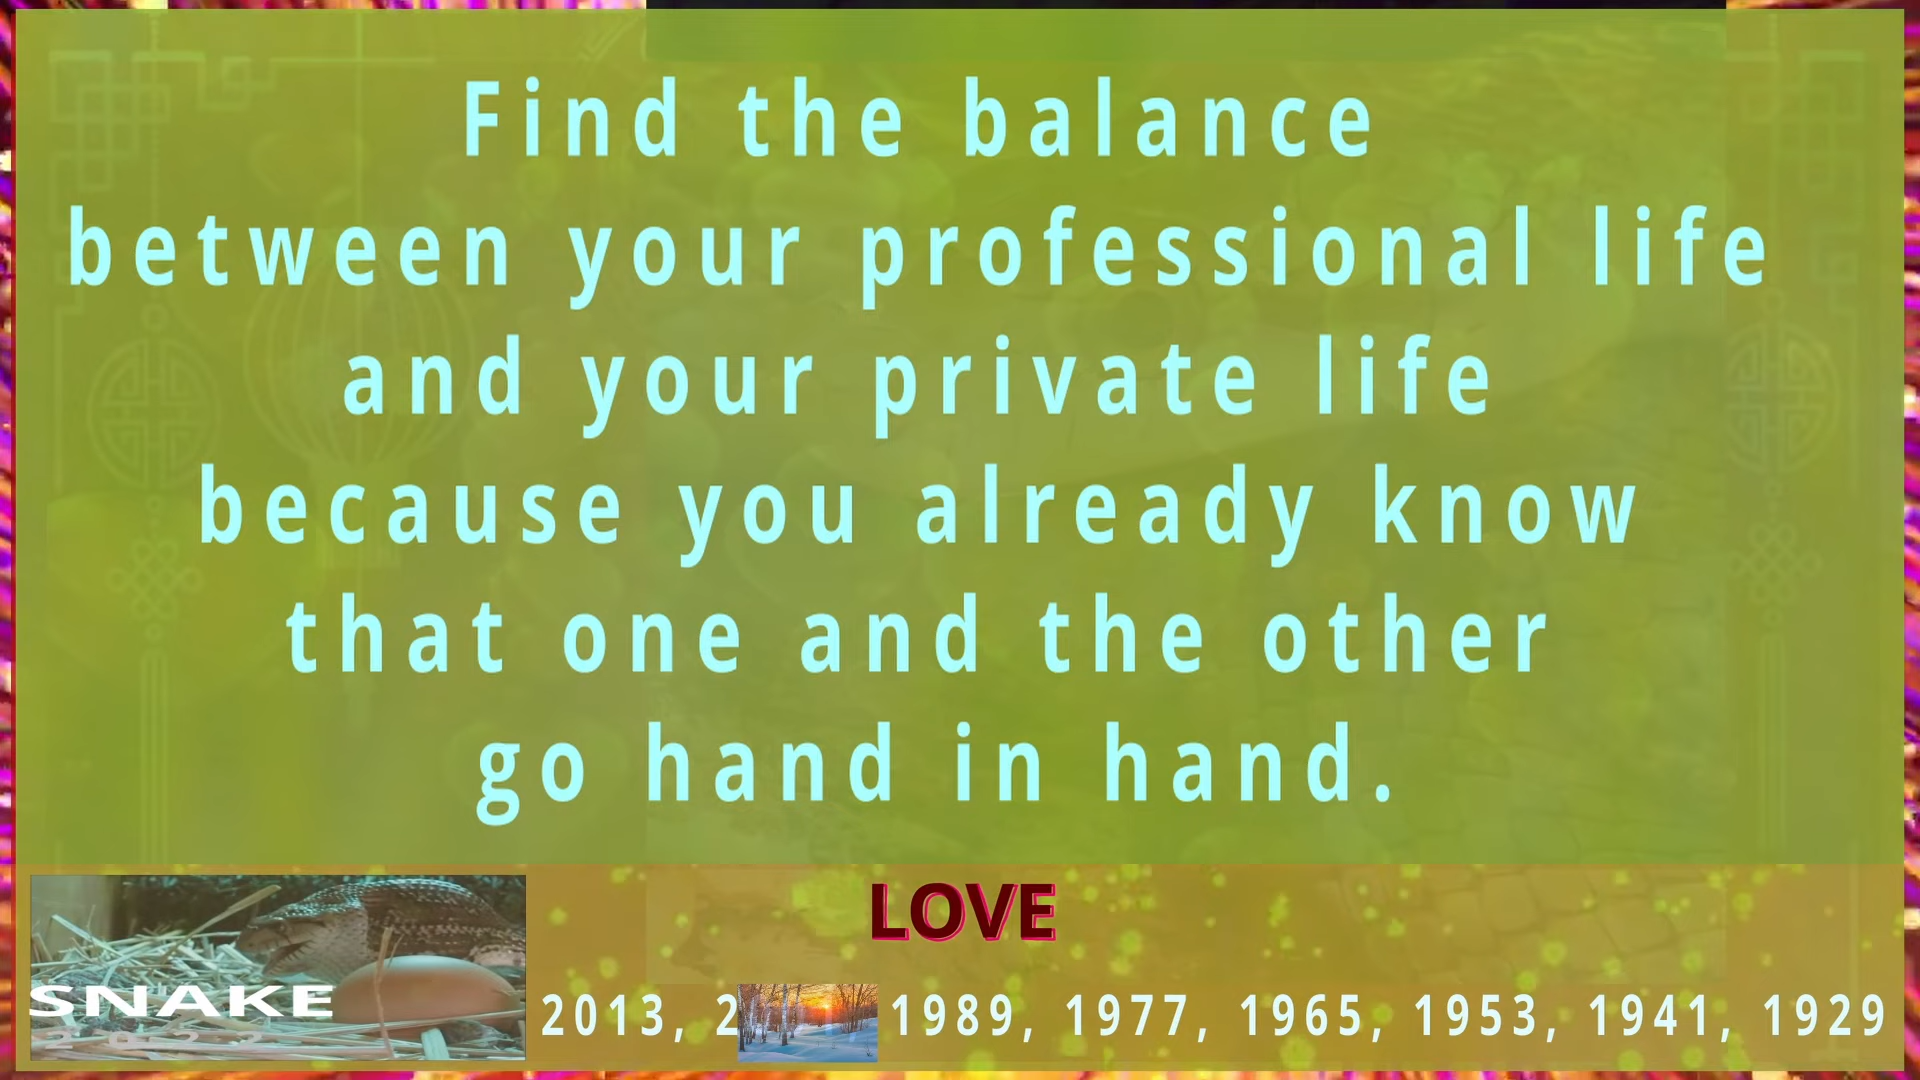 Find the balance
between your professional life
and your private life
because you already know
that one and the other
go hand in hand.
LOVE
SNAKE
2013, 2 1989, 1977, 1965, 1953, 1941, 1929